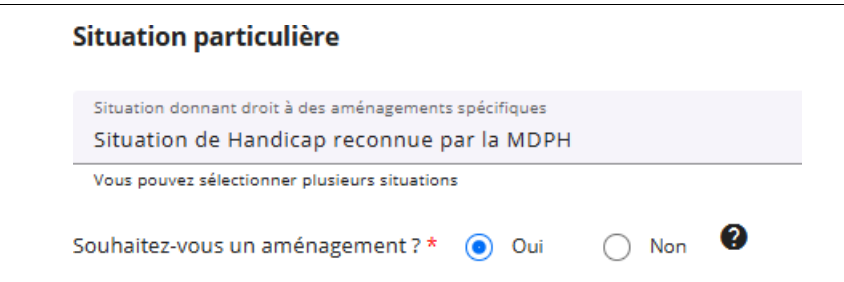 Situation particulière
Situation donnant droit à des aménagements spécifiques
Situation de Handicap reconnue par la MDPH
Vous pouvez sélectionner plusieurs situations
Souhaitez-vous un aménagement ? * Oui Non ?